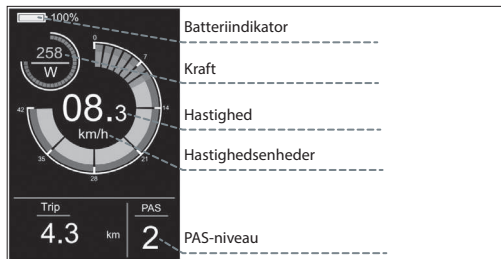 100%
Batteriindikator
0
7
258
W
Kraft
14
42
08.3
km/h
Hastighed
Hastighedsenheder
35
21
28
Trip
PAS
4.3 km
2
PAS-niveau